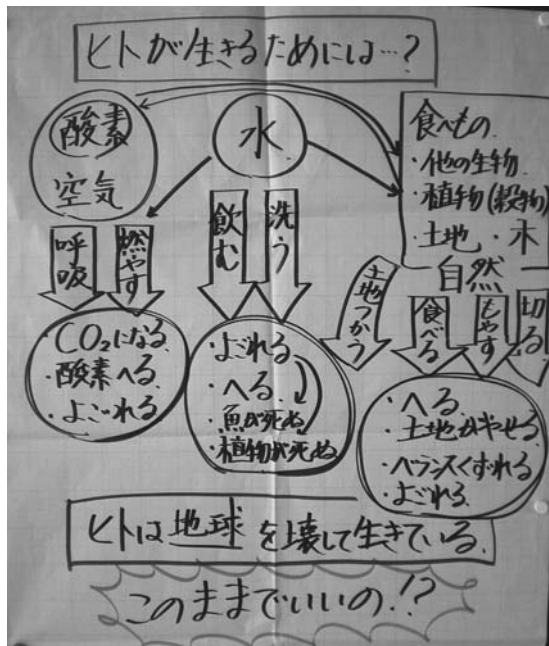 ヒトが生きるためには…?
酸素
空気
水
食べもの
・他の生物
・植物(穀物)
・土地・木
自然
呼吸
燃やす
飲む
洗う
土地つかう
食べる
もやす
切る
CO₂になる
・酸素へる
・よごれる
・よごれる
・へる
・魚が死ぬ
・植物が死ぬ
・へる
・土地がやせる
・バランスくずれる
・よごれる
ヒトは地球を壊して生きている。
このままでいいの!?